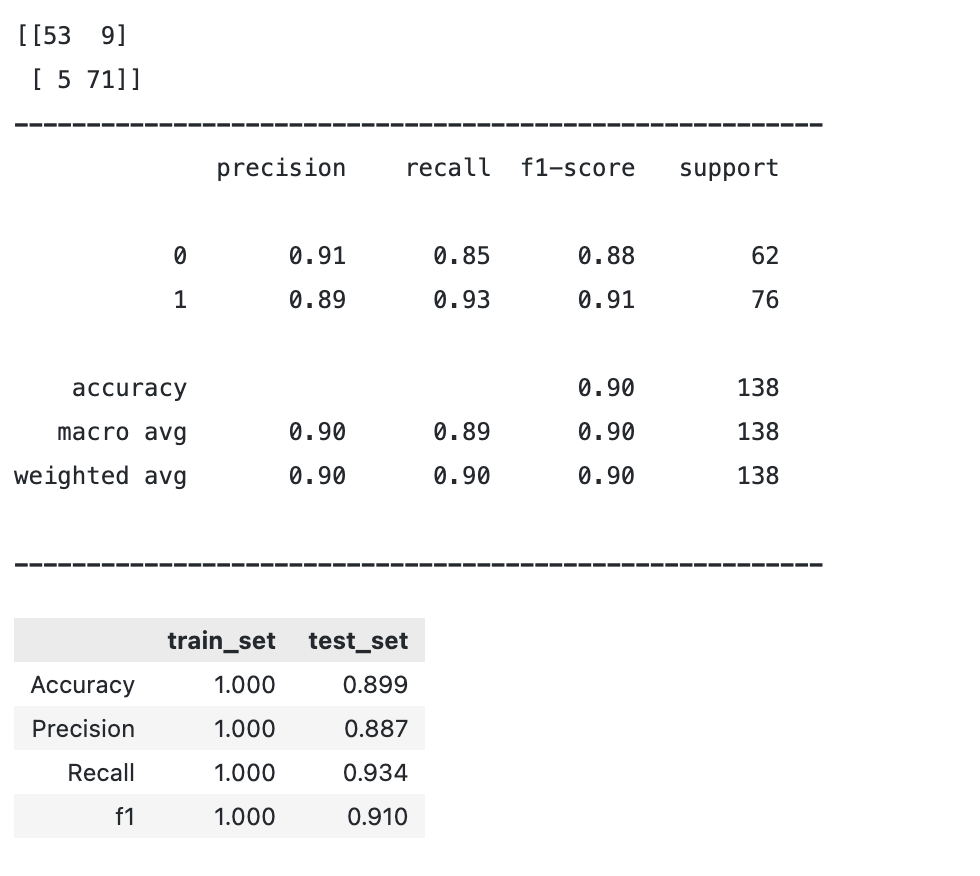 [[53  9]
 [ 5 71]]
--------------------------------------------------------
              precision    recall  f1-score   support

           0       0.91      0.85      0.88        62
           1       0.89      0.93      0.91        76

    accuracy                           0.90       138
   macro avg       0.90      0.89      0.90       138
weighted avg       0.90      0.90      0.90       138

--------------------------------------------------------
train_set test_set
Accuracy 1.000 0.899
Precision 1.000 0.887
Recall 1.000 0.934
f1 1.000 0.910